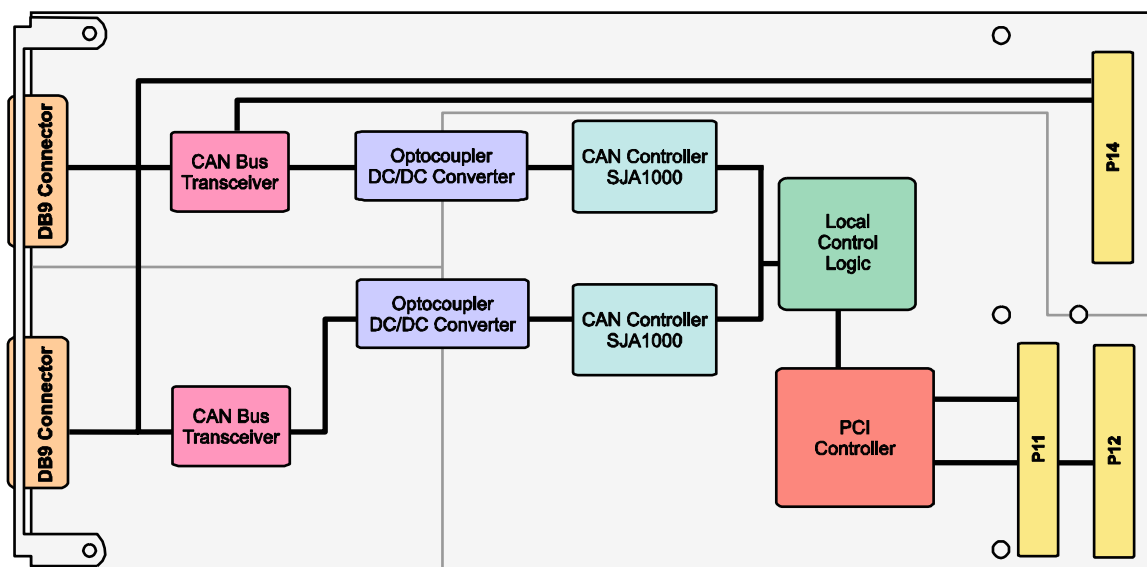 DB9 Connector
CAN Bus
Transceiver
Optocoupler
DC/DC Converter
CAN Controller
SJA1000
P14
Local
Control
Logic
Optocoupler
DC/DC Converter
CAN Controller
SJA1000
DB9 Connector
CAN Bus
Transceiver
PCI
Controller
P11
P12